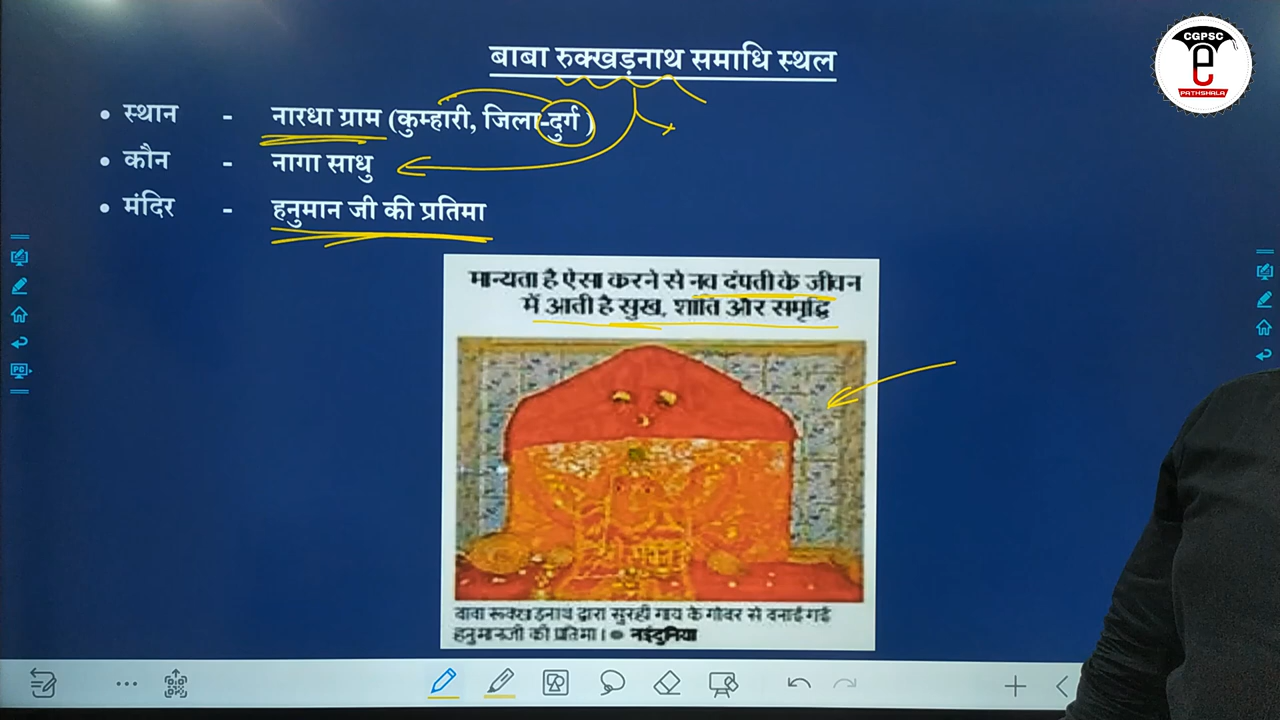 CGPSC
e
PATHSHALA
बाबा रुक्खड़नाथ समाधि स्थल
• स्थान - नारधा ग्राम (कुम्हारी, जिला-दुर्ग )
• कौन - नागा साधु
• मंदिर - हनुमान जी की प्रतिमा
मान्यता है ऐसा करने से नव दंपती के जीवन
में आती है सुख, शांति और समृद्धि
बाबा रूक्खड़नाथ द्वारा सुरही गाय के गोबर से बनाई गई
हनुमानजी की प्रतिमा। ● नईदुनिया
PC